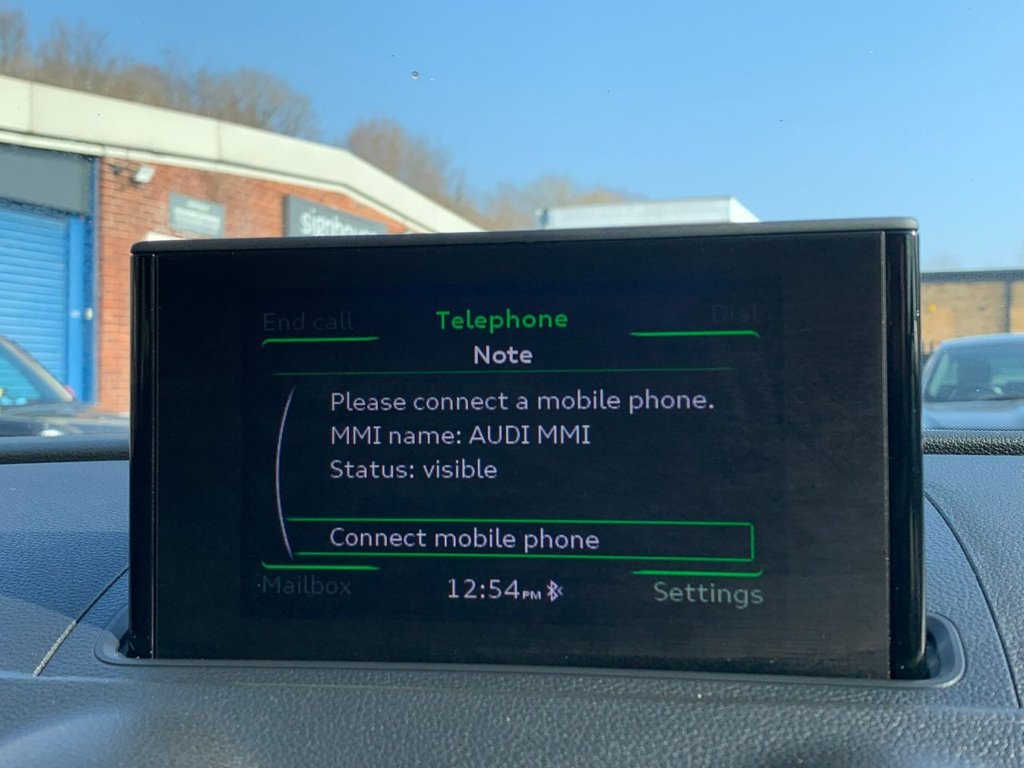 End call Telephone Dial
Note
Please connect a mobile phone.
MMI name: AUDI MMI
Status: visible
Connect mobile phone
Mailbox 12:54PM Settings